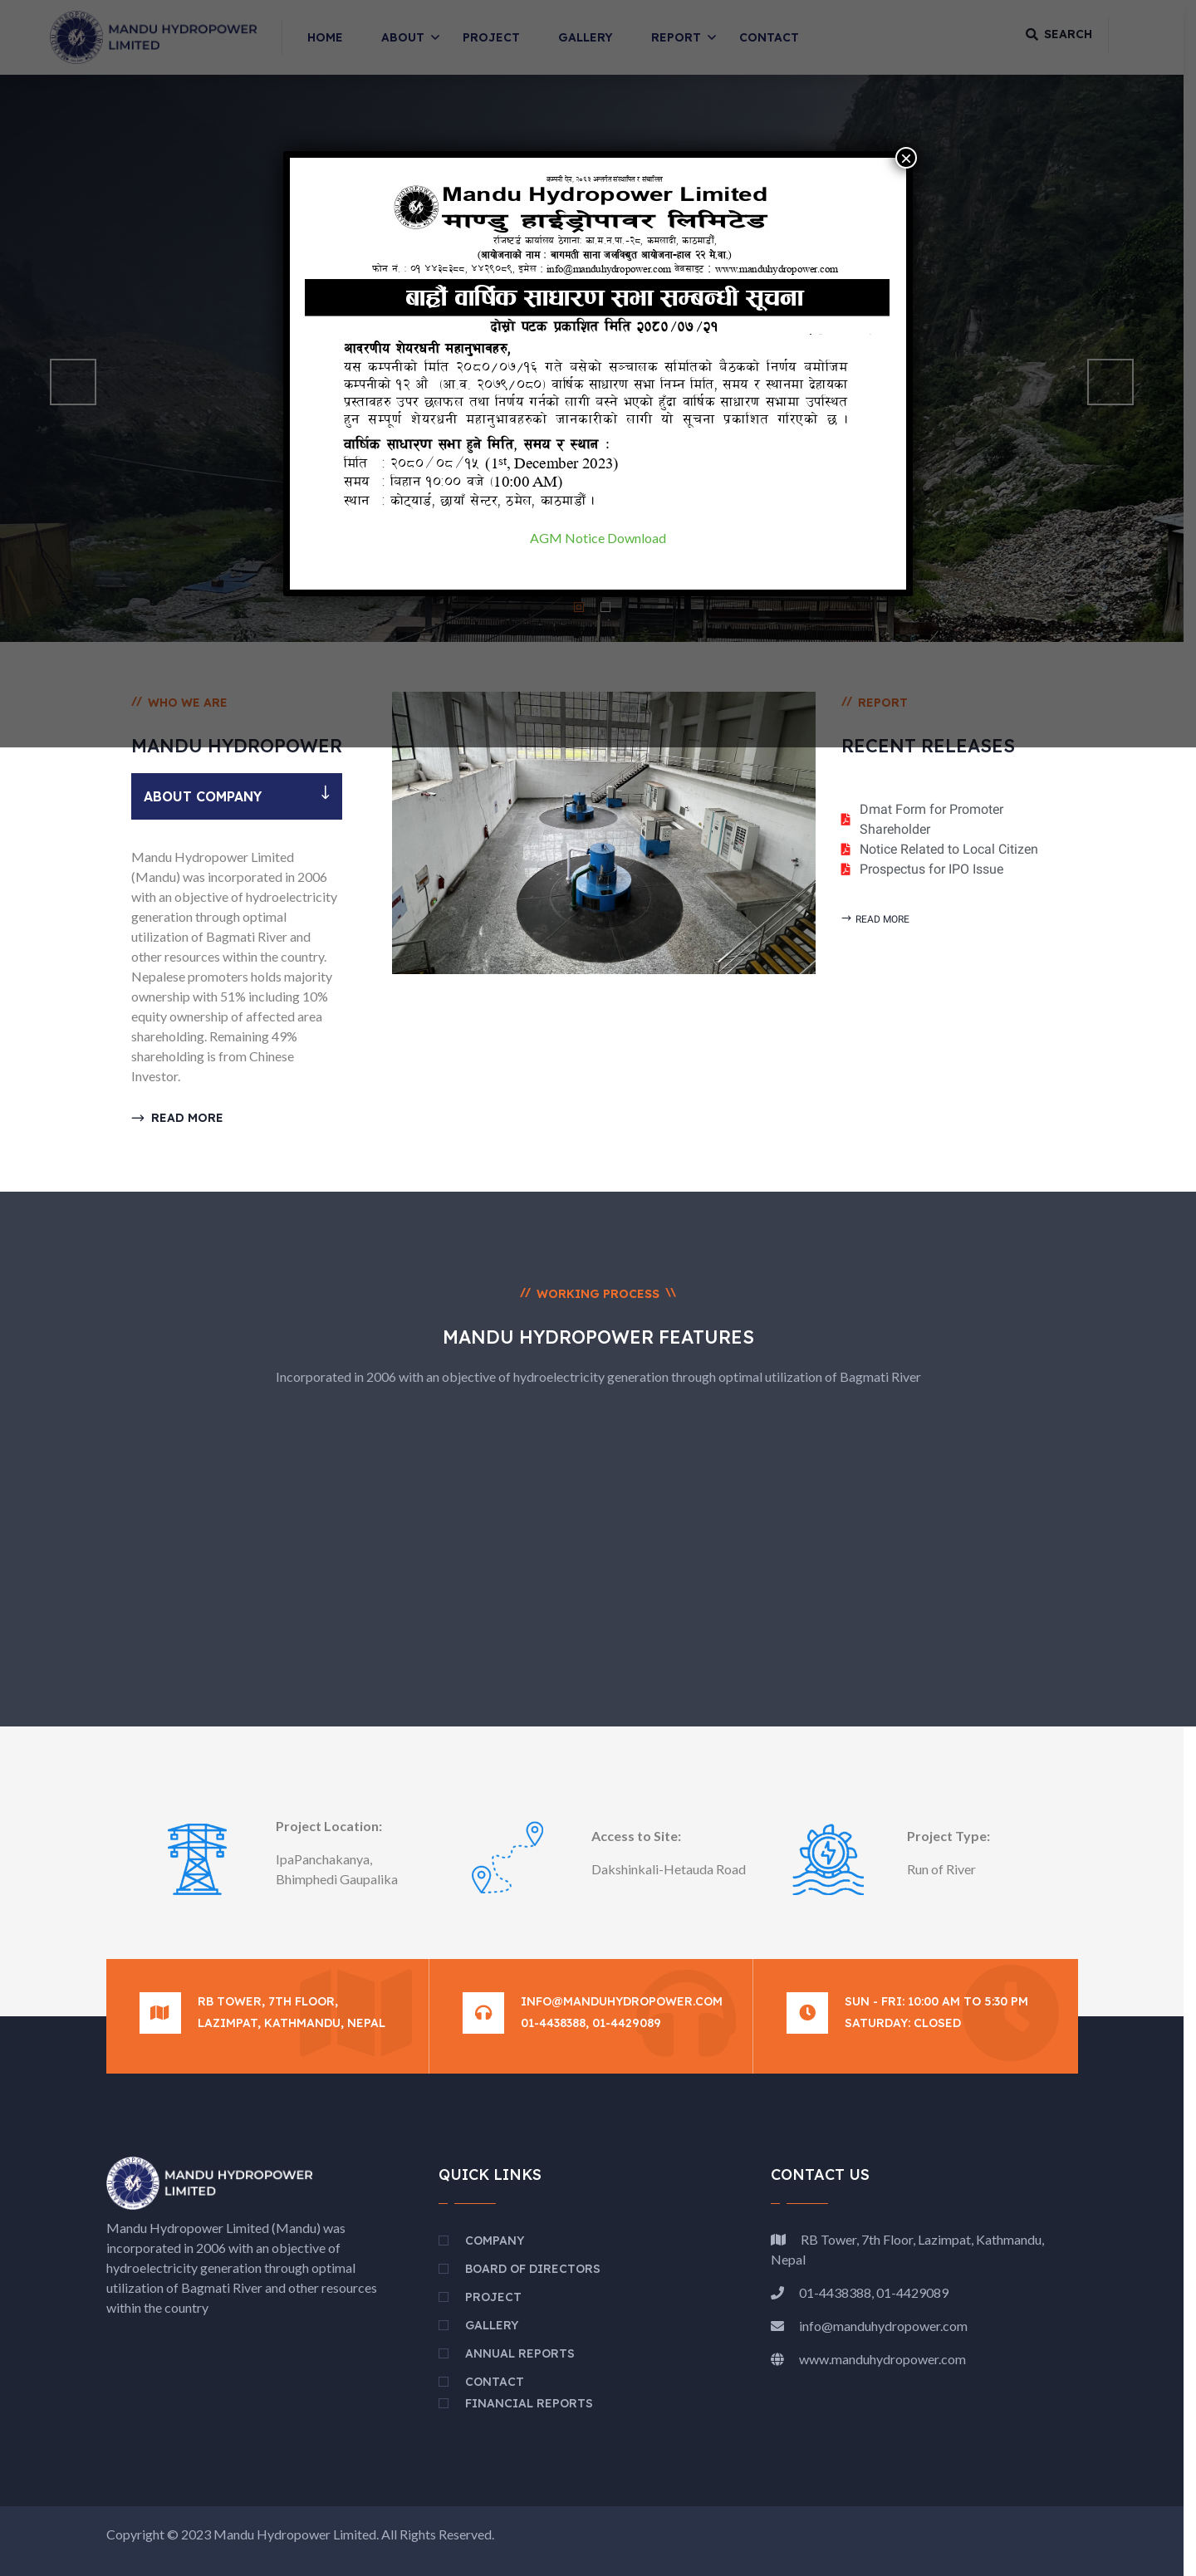 MANDU HYDROPOWER
LIMITED
HOME
ABOUT
PROJECT
GALLERY
REPORT
CONTACT
SEARCH
×
कम्पनी ऐन, २०६३ अन्तर्गत संस्थापित र संचालित
Mandu Hydropower Limited
माण्डु हाईड्रोपावर लिमिटेड
रजिष्टर्ड कार्यालय ठेगाना: का.म.न.पा.-२८, कमलादी, काठमाडौं,
(आयोजनाको नाम : बागमती साना जलविद्युत आयोजना-हाल २२ मे.वा.)
फोन नं. : ०१ ४४३८३८८, ४४२९०८९, इमेल : info@manduhydropower.com वेबसाइट : www.manduhydropower.com
बाह्रौं वार्षिक साधारण सभा सम्बन्धी सूचना
दोस्रो पटक प्रकाशित मिति २०८०/०७/२१
आदरणीय शेयरधनी महानुभावहरु,
यस कम्पनीको मिति २०८०/०७/१६ गते बसेको सञ्चालक समितिको बैठकको निर्णय बमोजिम
कम्पनीको १२ औं (आ.व. २०७९/०८०) वार्षिक साधारण सभा निम्न मिति, समय र स्थानमा देहायका
प्रस्तावहरु उपर छलफल तथा निर्णय गर्नको लागी बस्ने भएको हुँदा वार्षिक साधारण सभामा उपस्थित
हुन सम्पूर्ण शेयरधनी महानुभावहरुको जानकारीको लागी यो सूचना प्रकाशित गरिएको छ ।
वार्षिक साधारण सभा हुने मिति, समय र स्थान :
मिति : २०८०/०८/१५ (1st, December 2023)
समय : बिहान १०:०० बजे (10:00 AM)
स्थान : कोट्यार्ड, छायाँ सेन्टर, ठमेल, काठमाडौं ।
AGM Notice Download
// WHO WE ARE
MANDU HYDROPOWER
ABOUT COMPANY
Mandu Hydropower Limited
(Mandu) was incorporated in 2006
with an objective of hydroelectricity
generation through optimal
utilization of Bagmati River and
other resources within the country.
Nepalese promoters holds majority
ownership with 51% including 10%
equity ownership of affected area
shareholding. Remaining 49%
shareholding is from Chinese
Investor.
READ MORE
// REPORT
RECENT RELEASES
Dmat Form for Promoter
Shareholder
Notice Related to Local Citizen
Prospectus for IPO Issue
READ MORE
// WORKING PROCESS \\
MANDU HYDROPOWER FEATURES
Incorporated in 2006 with an objective of hydroelectricity generation through optimal utilization of Bagmati River
Project Location:
IpaPanchakanya,
Bhimphedi Gaupalika
Access to Site:
Dakshinkali-Hetauda Road
Project Type:
Run of River
RB TOWER, 7TH FLOOR,
LAZIMPAT, KATHMANDU, NEPAL
INFO@MANDUHYDROPOWER.COM
01-4438388, 01-4429089
SUN - FRI: 10:00 AM TO 5:30 PM
SATURDAY: CLOSED
MANDU HYDROPOWER
LIMITED
Mandu Hydropower Limited (Mandu) was
incorporated in 2006 with an objective of
hydroelectricity generation through optimal
utilization of Bagmati River and other resources
within the country
QUICK LINKS
COMPANY
BOARD OF DIRECTORS
PROJECT
GALLERY
ANNUAL REPORTS
CONTACT
FINANCIAL REPORTS
CONTACT US
RB Tower, 7th Floor, Lazimpat, Kathmandu,
Nepal
01-4438388, 01-4429089
info@manduhydropower.com
www.manduhydropower.com
Copyright © 2023 Mandu Hydropower Limited. All Rights Reserved.